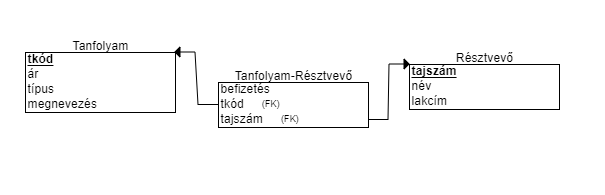 Tanfolyam
tkód
ár
típus
megnevezés
Tanfolyam-Résztvevő
befizetés
tkód (FK)
tajszám (FK)
Résztvevő
tajszám
név
lakcím